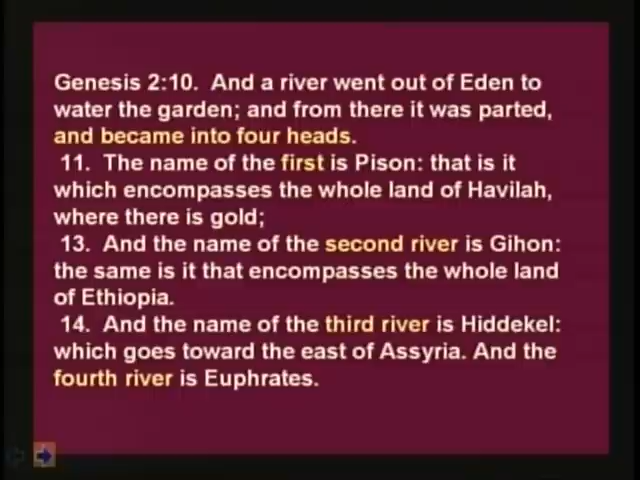 Genesis 2:10. And a river went out of Eden to
water the garden; and from there it was parted,
and became into four heads.
11. The name of the first is Pison: that is it
which encompasses the whole land of Havilah,
where there is gold;
13. And the name of the second river is Gihon:
the same is it that encompasses the whole land
of Ethiopia.
14. And the name of the third river is Hiddekel:
which goes toward the east of Assyria. And the
fourth river is Euphrates.